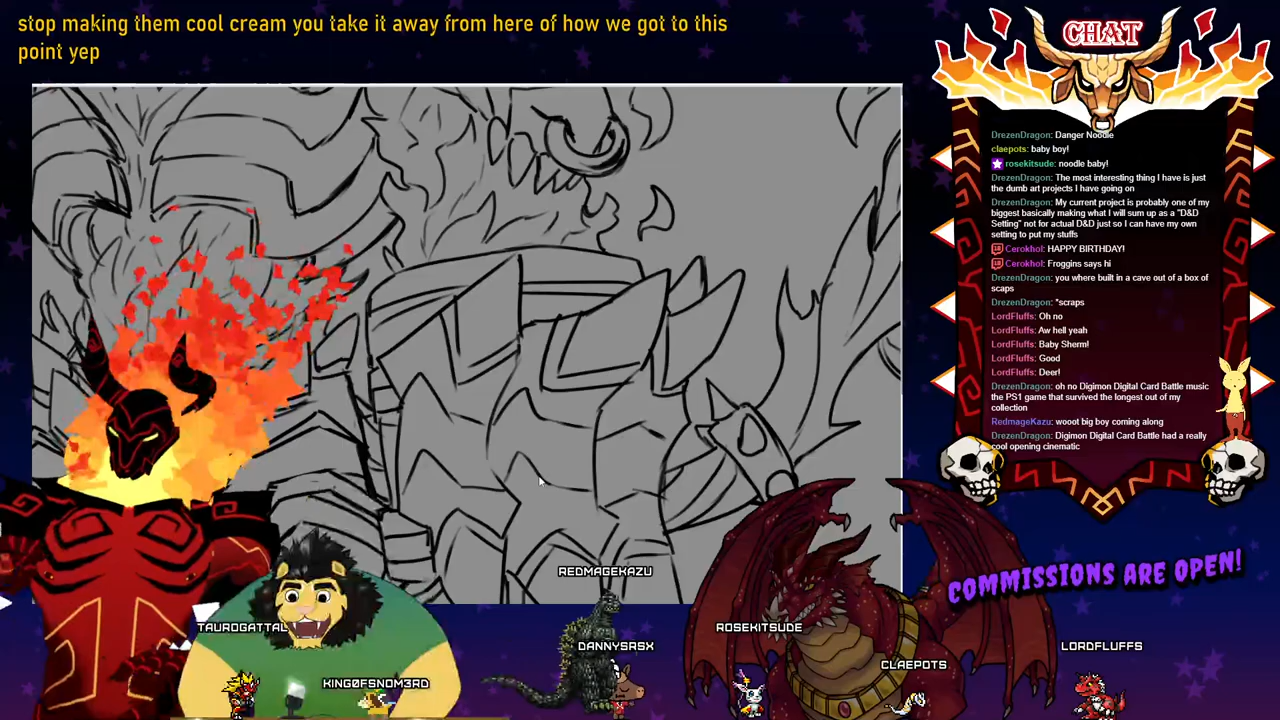 stop making them cool cream you take it away from here of how we got to this
point yep
CHAT
DrezenDragon: Danger Noodle
claepots: baby boy!
rosekitsude: noodle baby!
DrezenDragon: The most interesting thing I have is just
the dumb art projects I have going on
DrezenDragon: My current project is probably one of my
biggest basically making what I will sum up as a "D&D
Setting" not for actual D&D just so I can have my own
setting to put my stuffs
Cerokhol: HAPPY BIRTHDAY!
Cerokhol: Froggins says hi
DrezenDragon: you where built in a cave out of a box of
scaps
DrezenDragon: *scraps
LordFluffs: Oh no
LordFluffs: Aw hell yeah
LordFluffs: Baby Sherm!
LordFluffs: Good
LordFluffs: Deer!
DrezenDragon: oh no Digimon Digital Card Battle music
the PS1 game that survived the longest out of my
collection
RedmageKazu: wooot big boy coming along
DrezenDragon: Digimon Digital Card Battle had a really
cool opening cinematic
COMMISSIONS ARE OPEN!
REDMAGEKAZU
TAUROGATTAL
ROSEKITSUDE
DANNYSRSX
LORDFLUFFS
CLAEPOTS
KING0FSNOM3RD